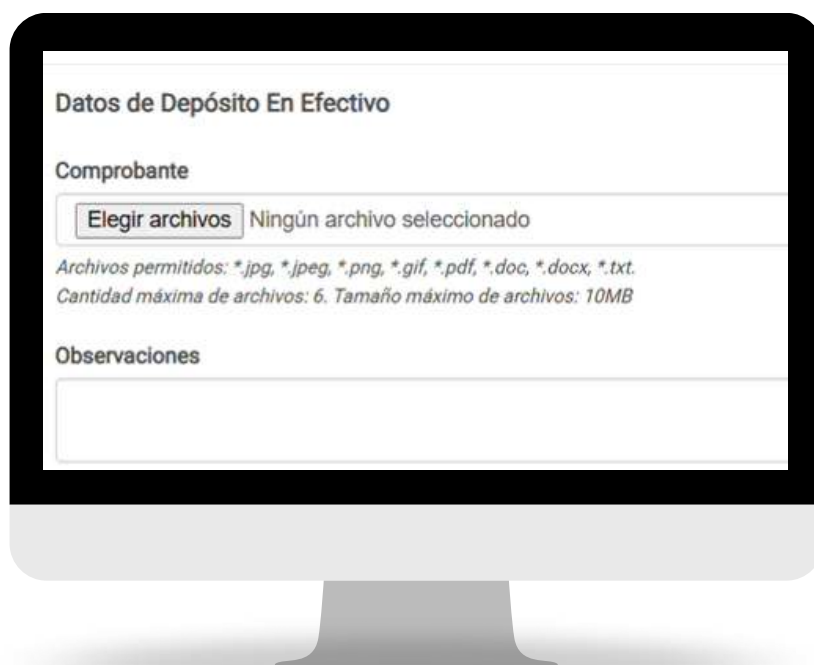 Datos de Depósito En Efectivo
Comprobante
Elegir archivos Ningún archivo seleccionado
Archivos permitidos: *.jpg, *.jpeg, *.png, *.gif, *.pdf, *.doc, *.docx, *.txt.
Cantidad máxima de archivos: 6. Tamaño máximo de archivos: 10MB
Observaciones